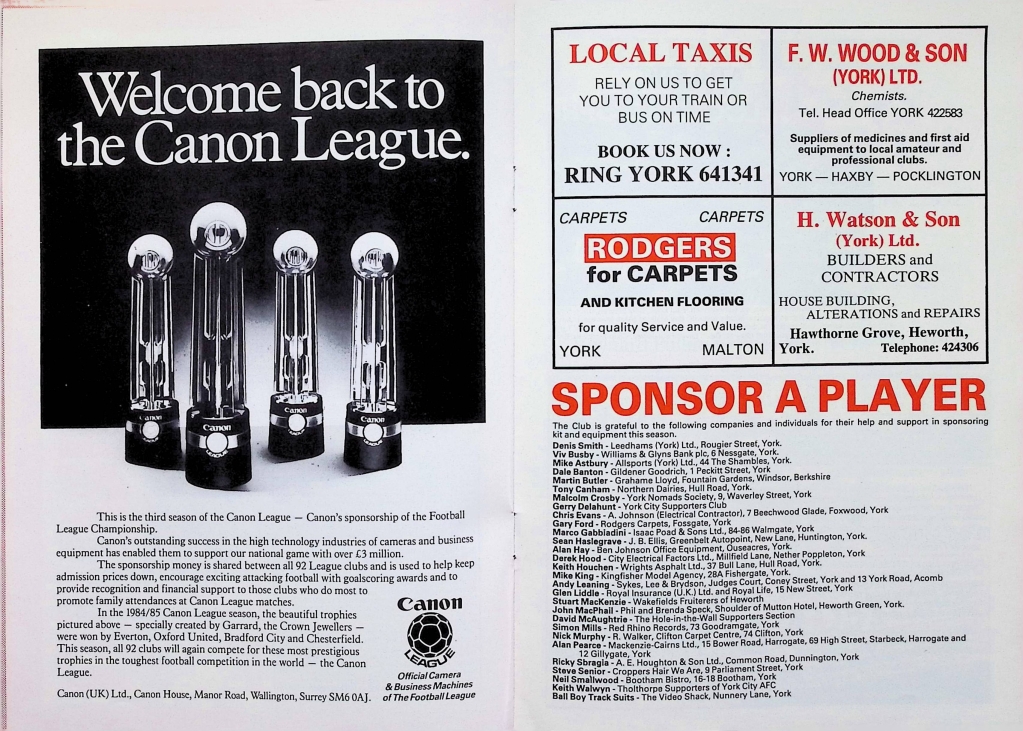 Welcome back to
the Canon League.
Canon
LEAGUE
Canon
LEAGUE
Canon
Canon
This is the third season of the Canon League — Canon's sponsorship of the Football
League Championship.
Canon's outstanding success in the high technology industries of cameras and business
equipment has enabled them to support our national game with over £3 million.
The sponsorship money is shared between all 92 League clubs and is used to help keep
admission prices down, encourage exciting attacking football with goalscoring awards and to
provide recognition and financial support to those clubs who do most to
promote family attendances at Canon League matches.
In the 1984/85 Canon League season, the beautiful trophies
pictured above — specially created by Garrard, the Crown Jewellers —
were won by Everton, Oxford United, Bradford City and Chesterfield.
This season, all 92 clubs will again compete for these most prestigious
trophies in the toughest football competition in the world — the Canon
League.
Canon
LEAGUE
Official Camera
& Business Machines
of The Football League
Canon (UK) Ltd., Canon House, Manor Road, Wallington, Surrey SM6 0AJ.
LOCAL TAXIS
RELY ON US TO GET
YOU TO YOUR TRAIN OR
BUS ON TIME
BOOK US NOW :
RING YORK 641341
F. W. WOOD & SON
(YORK) LTD.
Chemists.
Tel. Head Office YORK 422583
Suppliers of medicines and first aid
equipment to local amateur and
professional clubs.
YORK — HAXBY — POCKLINGTON
CARPETS CARPETS
RODGERS
for CARPETS
AND KITCHEN FLOORING
for quality Service and Value.
YORK MALTON
H. Watson & Son
(York) Ltd.
BUILDERS and
CONTRACTORS
HOUSE BUILDING,
ALTERATIONS and REPAIRS
Hawthorne Grove, Heworth,
York. Telephone: 424306
SPONSOR A PLAYER
The Club is grateful to the following companies and individuals for their help and support in sponsoring
kit and equipment this season.
Denis Smith - Leedhams (York) Ltd., Rougier Street, York.
Viv Busby - Williams & Glyns Bank plc, 6 Nessgate, York.
Mike Astbury - Allsports (York) Ltd., 44 The Shambles, York.
Dale Banton - Gildener Goodrich, 1 Peckitt Street, York
Martin Butler - Grahame Lloyd, Fountain Gardens, Windsor, Berkshire
Tony Canham - Northern Dairies, Hull Road, York.
Malcolm Crosby - York Nomads Society, 9, Waverley Street, York
Gerry Delahunt - York City Supporters Club
Chris Evans - A. Johnson (Electrical Contractor), 7 Beechwood Glade, Foxwood, York
Gary Ford - Rodgers Carpets, Fossgate, York
Marco Gabbiadini - Isaac Poad & Sons Ltd., 84-86 Walmgate, York
Sean Haslegrave - J. B. Ellis, Greenbelt Autopoint, New Lane, Huntington, York.
Alan Hay - Ben Johnson Office Equipment, Ouseacres, York.
Derek Hood - City Electrical Factors Ltd., Millfield Lane, Nether Poppleton, York
Keith Houchen - Wrights Asphalt Ltd., 37 Bull Lane, Hull Road, York.
Mike King - Kingfisher Model Agency, 28A Fishergate, York.
Andy Leaning - Sykes, Lee & Brydson, Judges Court, Coney Street, York and 13 York Road, Acomb
Glen Liddle - Royal Insurance (U.K.) Ltd. and Royal Life, 15 New Street, York
Stuart MacKenzie - Wakefields Fruiterers of Heworth
John MacPhail - Phil and Brenda Speck, Shoulder of Mutton Hotel, Heworth Green, York.
David McAughtrie - The Hole-in-the-Wall Supporters Section
Simon Mills - Red Rhino Records, 73 Goodramgate, York
Nick Murphy - R. Walker, Clifton Carpet Centre, 74 Clifton, York
Alan Pearce - Mackenzie-Cairns Ltd., 15 Bower Road, Harrogate, 69 High Street, Starbeck, Harrogate and
12 Gillygate, York
Ricky Sbragia - A. E. Houghton & Son Ltd., Common Road, Dunnington, York
Steve Senior - Croppers Hair We Are, 9 Parliament Street, York
Neil Smallwood - Bootham Bistro, 16-18 Bootham, York
Keith Walwyn - Tholthorpe Supporters of York City AFC
Ball Boy Track Suits - The Video Shack, Nunnery Lane, York